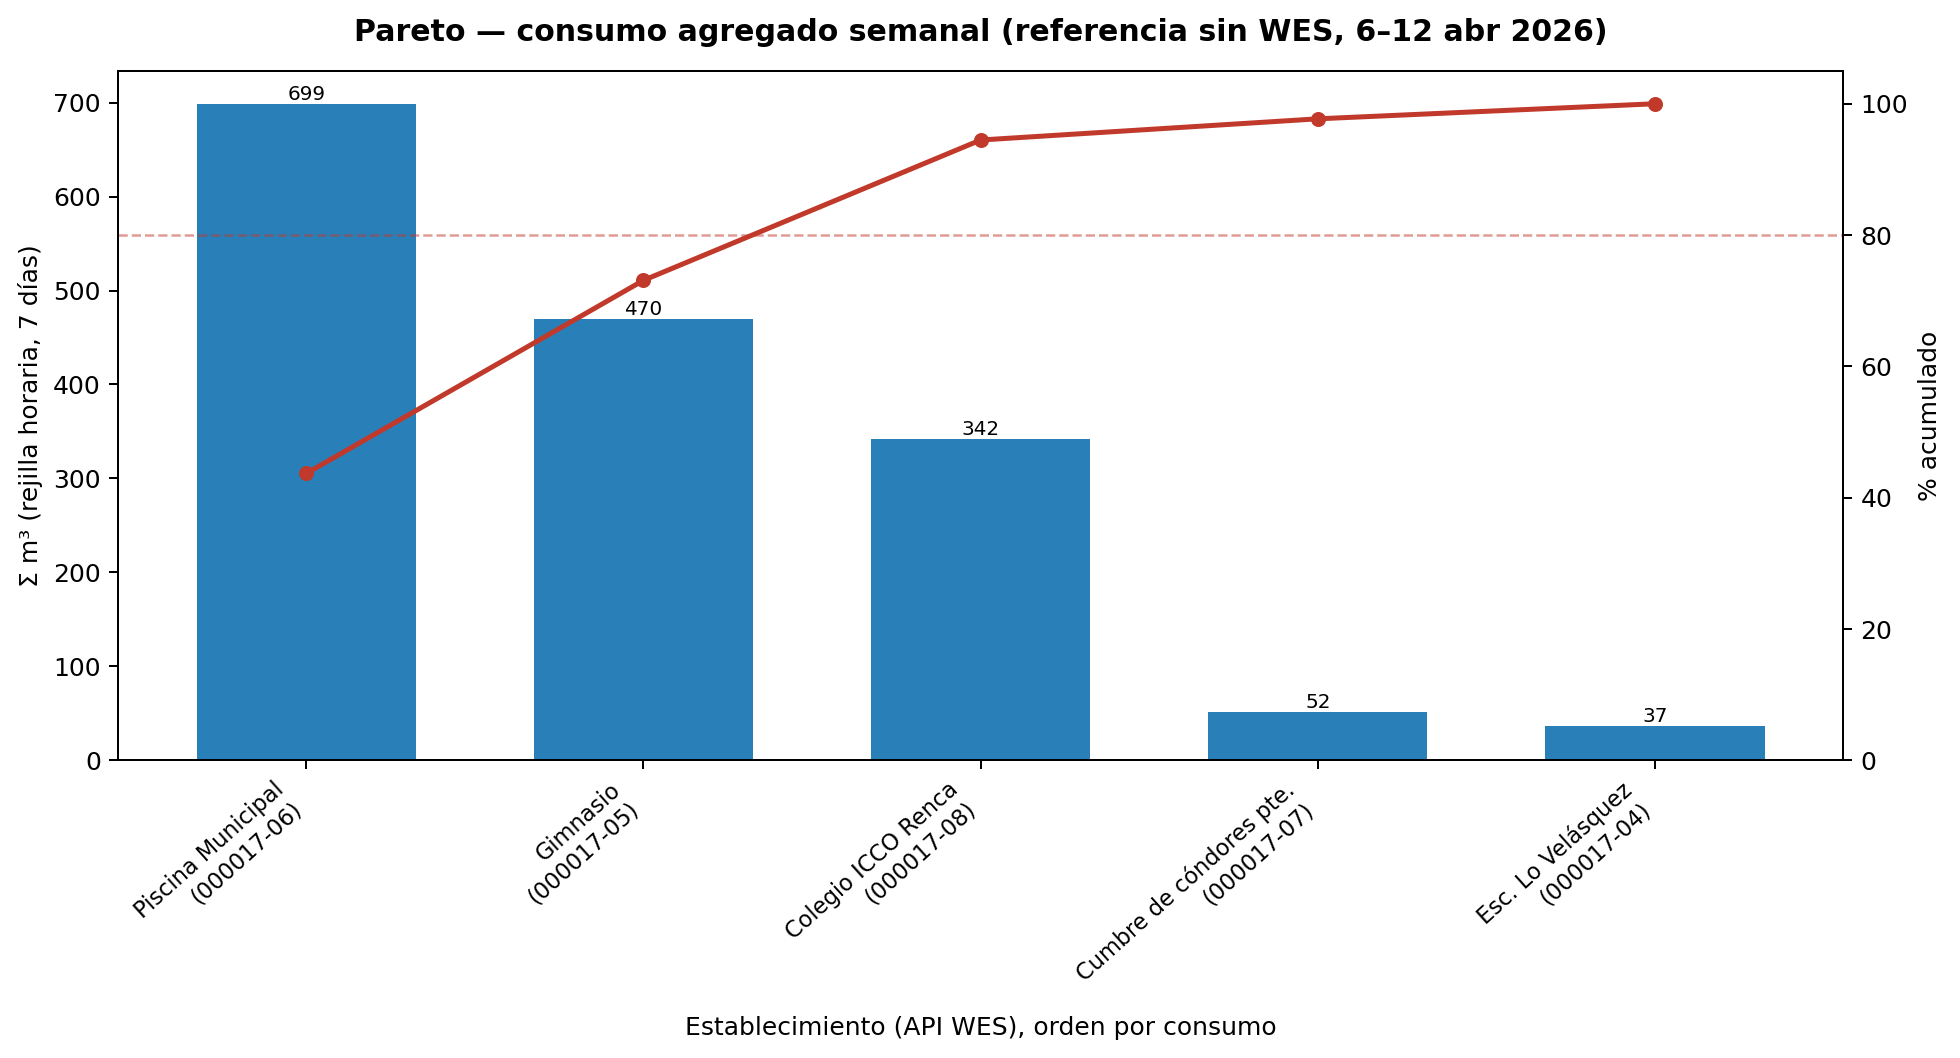 Pareto — consumo agregado semanal (referencia sin WES, 6–12 abr 2026)
Σ m³ (rejilla horaria, 7 días)
700
600
500
400
300
200
100
0
699
470
342
52
37
100
80
60
40
20
0
% acumulado
Piscina Municipal
(000017-06)
Gimnasio
(000017-05)
Colegio ICCO Renca
(000017-08)
Cumbre de cóndores pte.
(000017-07)
Esc. Lo Velásquez
(000017-04)
Establecimiento (API WES), orden por consumo